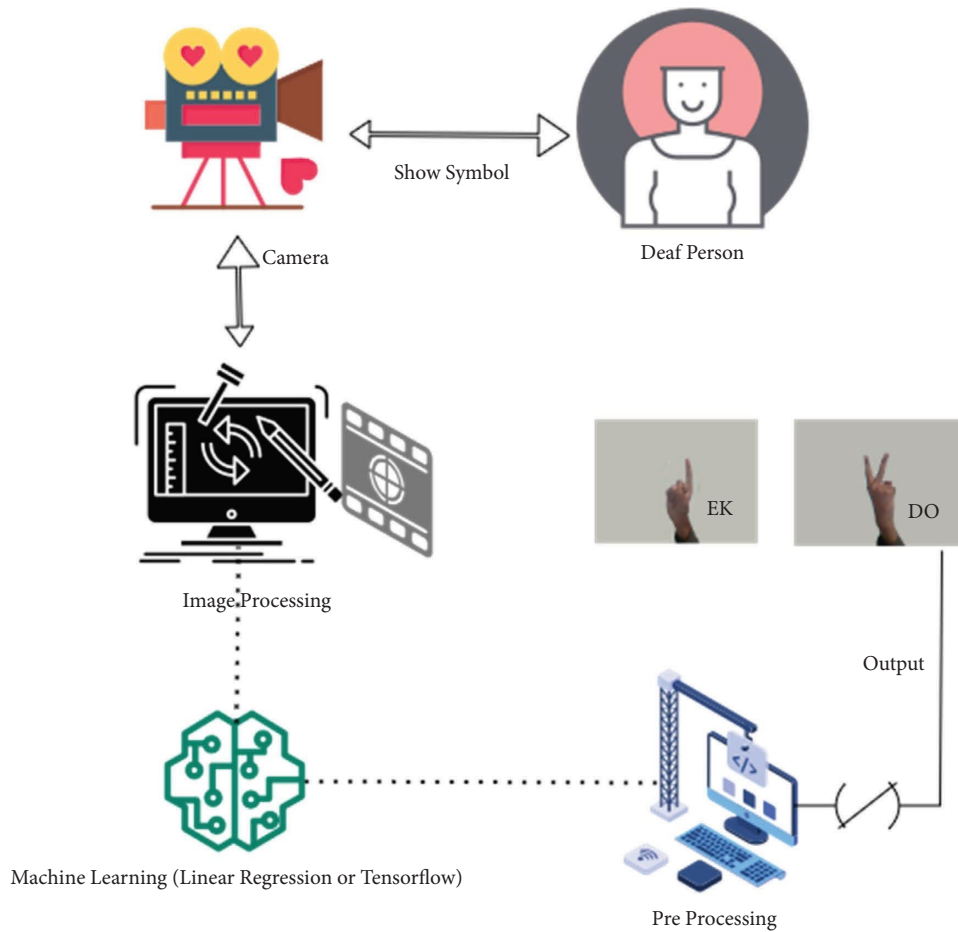 Show Symbol
Deaf Person
Camera
EK
DO
Image Processing
Output
Machine Learning (Linear Regression or Tensorflow)
</>
Pre Processing